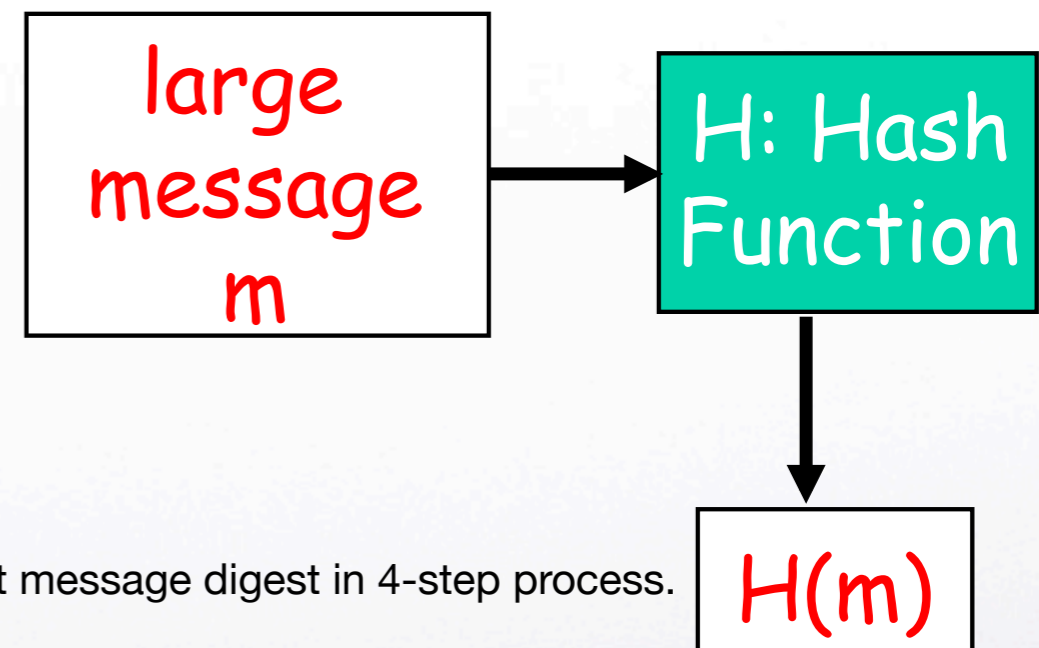 large
message
m
H: Hash
Function
t message digest in 4-step process.
H(m)